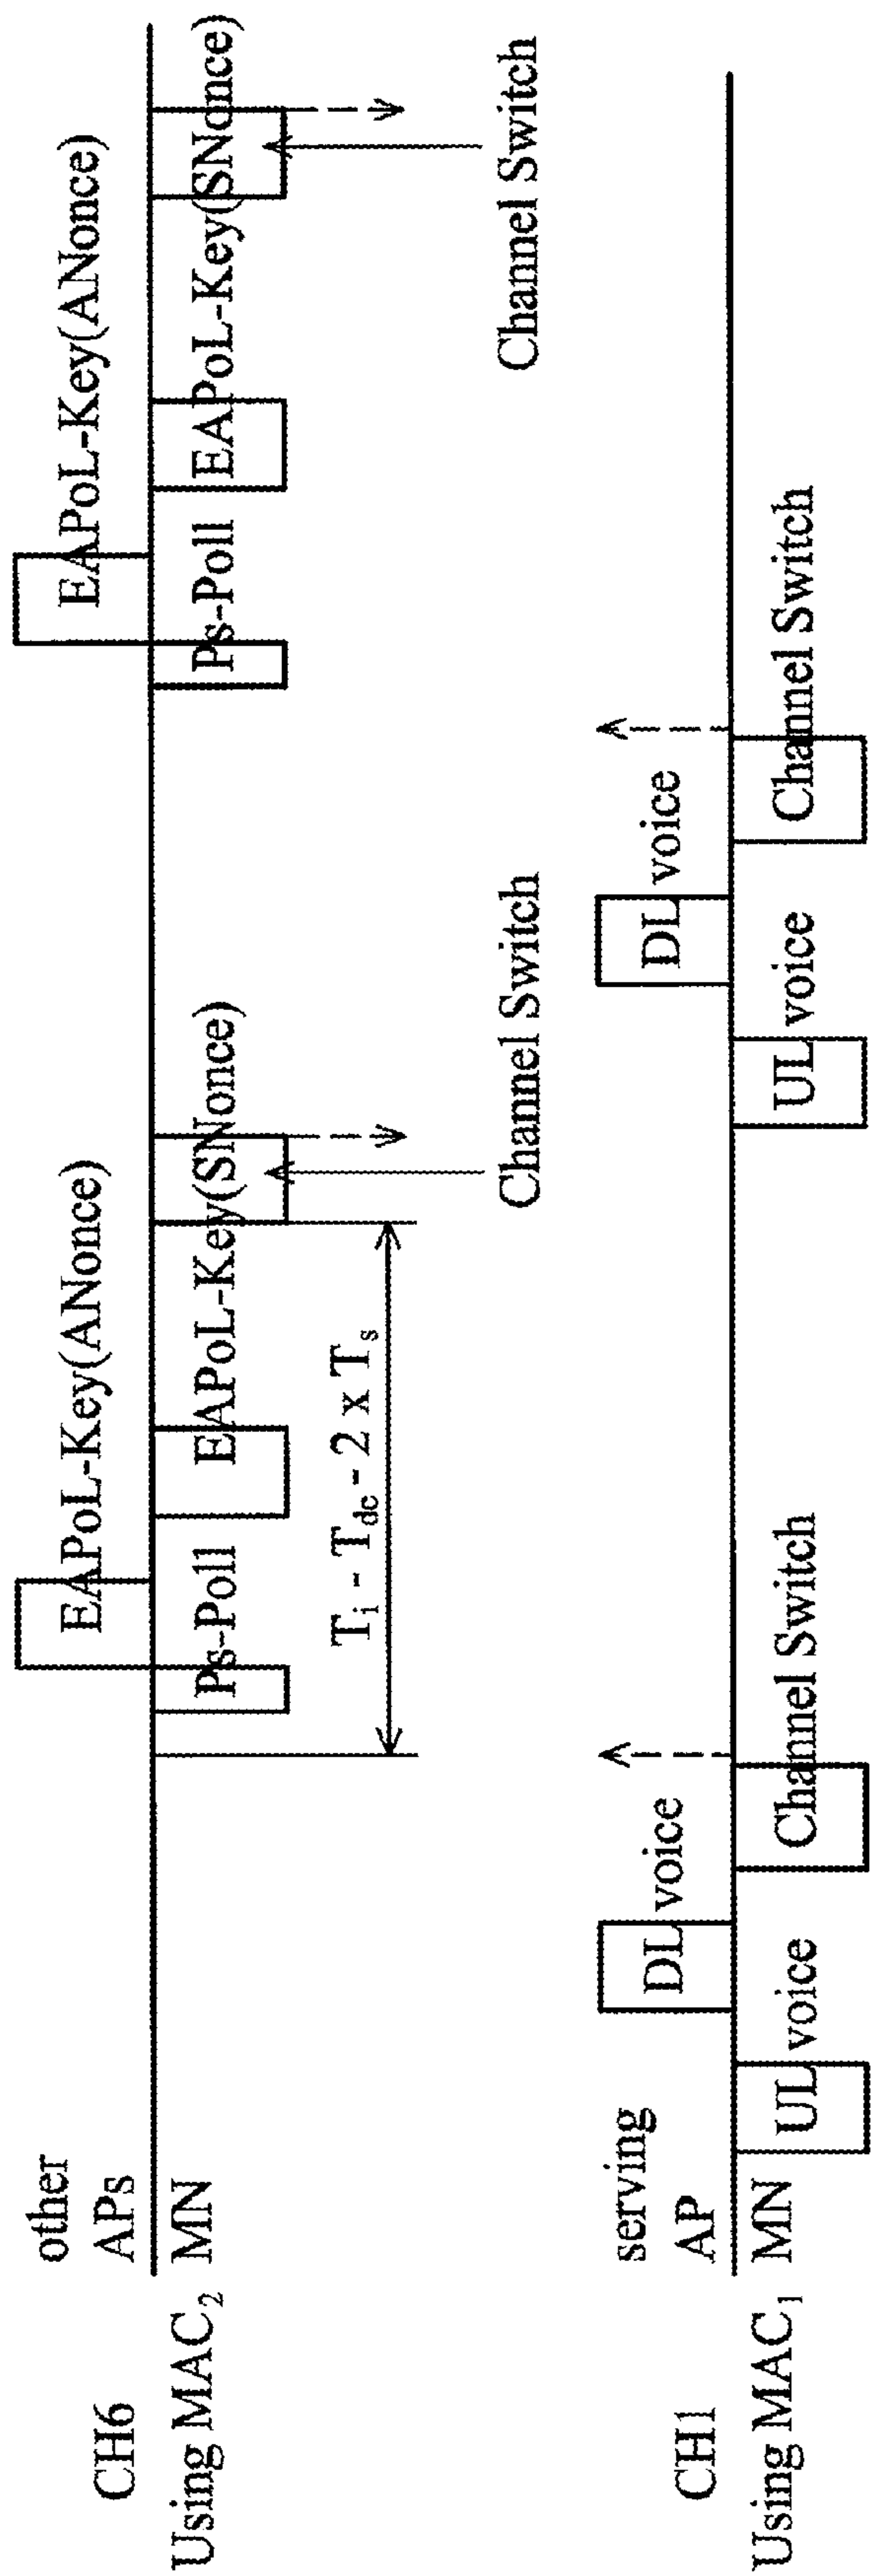 other
APs
CH6
MN
Using MAC2
EAPoL-Key(ANonce)
Ps-Poll
EAPoL-Key(SNonce)
Ti - Tdc - 2 x Ts
Channel Switch
EAPoL-Key(ANonce)
Ps-Poll
EAPoL-Key(SNonce)
Channel Switch
serving
AP
CH1
MN
Using MAC1
UL voice
DL voice
Channel Switch
UL voice
DL voice
Channel Switch